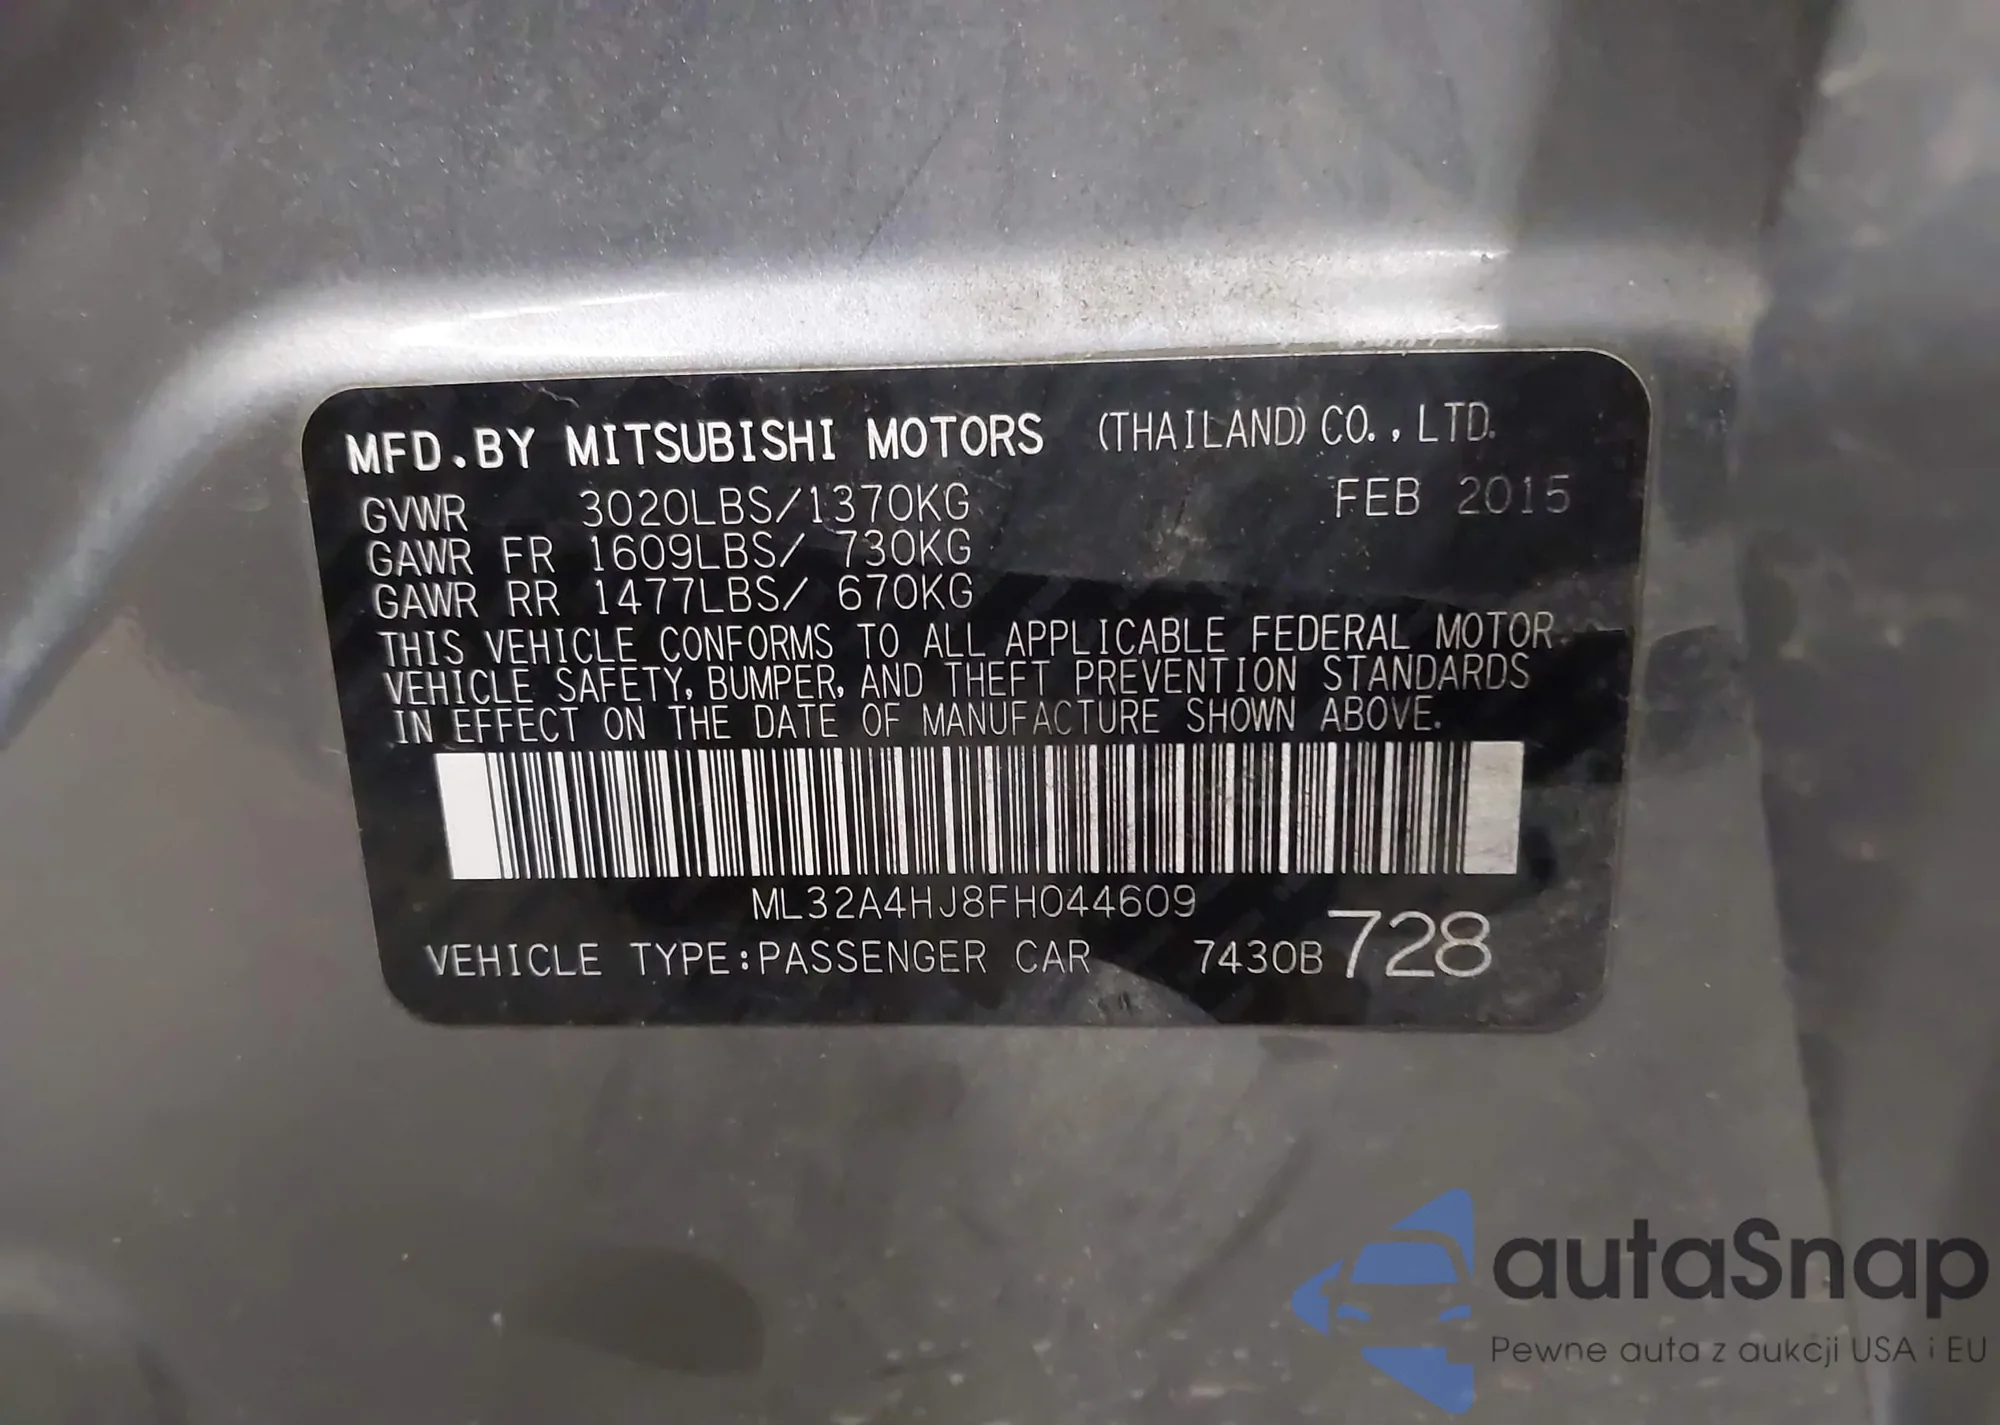 MFD.BY MITSUBISHI MOTORS (THAILAND) CO.,LTD.
GVWR 3020LBS/1370KG FEB 2015
GAWR FR 1609LBS/ 730KG
GAWR RR 1477LBS/ 670KG
THIS VEHICLE CONFORMS TO ALL APPLICABLE FEDERAL MOTOR
VEHICLE SAFETY, BUMPER, AND THEFT PREVENTION STANDARDS
IN EFFECT ON THE DATE OF MANUFACTURE SHOWN ABOVE.
ML32A4HJ8FH044609
VEHICLE TYPE:PASSENGER CAR 7430B 728
autaSnap
Pewne auta z aukcji USA i EU